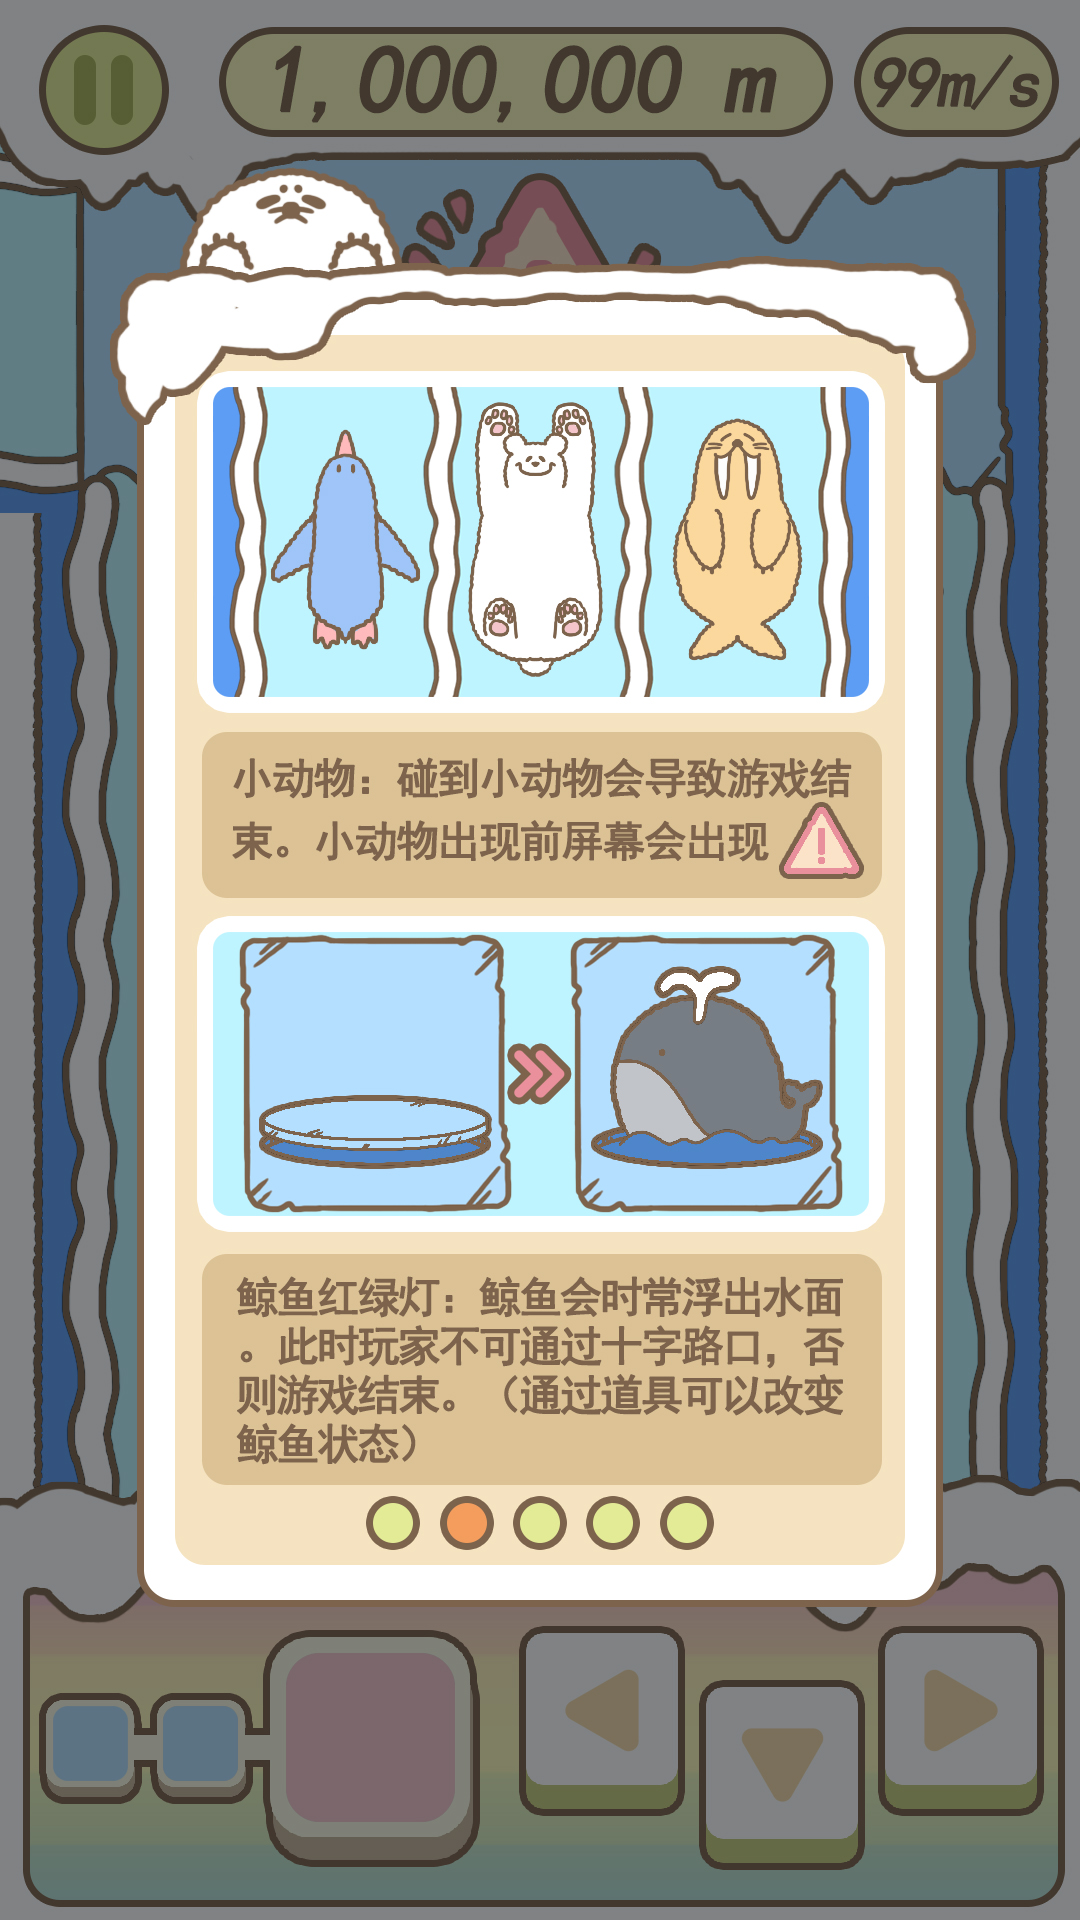 1,000,000 m
99m/s
小动物：碰到小动物会导致游戏结
束。小动物出现前屏幕会出现
!
鲸鱼红绿灯：鲸鱼会时常浮出水面
。此时玩家不可通过十字路口，否
则游戏结束。（通过道具可以改变
鲸鱼状态）